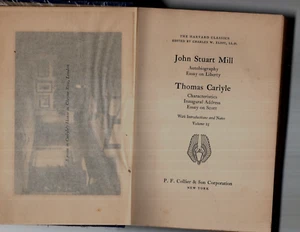 THE HARVARD CLASSICS
EDITED BY CHARLES W. ELIOT, LL.D.
John Stuart Mill
Autobiography
Essay on Liberty
Thomas Carlyle
Characteristics
Inaugural Address
Essay on Scott
With Introductions and Notes
Volume 25
P. F. Collier & Son Corporation
NEW YORK